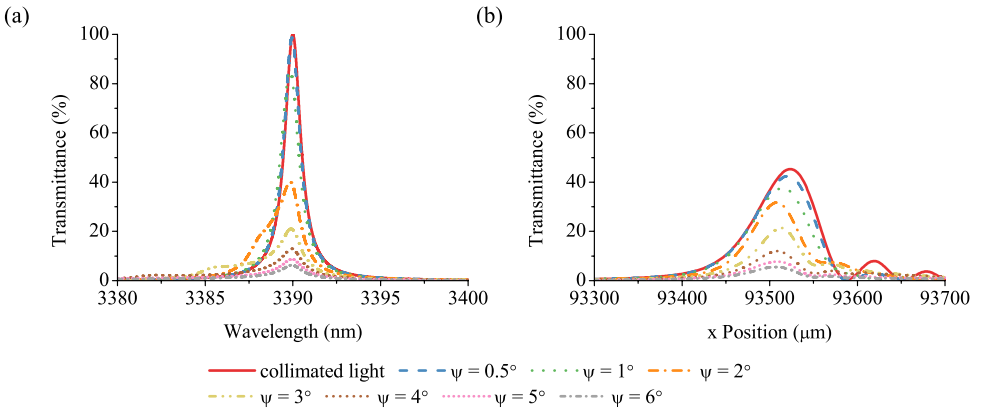 (a)
(b)
100
80
60
40
20
0
Transmittance (%)
3380
3385
3390
3395
3400
Wavelength (nm)
100
80
60
40
20
0
Transmittance (%)
93300
93400
93500
93600
93700
x Position (μm)
collimated light
ψ = 0.5°
ψ = 1°
ψ = 2°
ψ = 3°
ψ = 4°
ψ = 5°
ψ = 6°